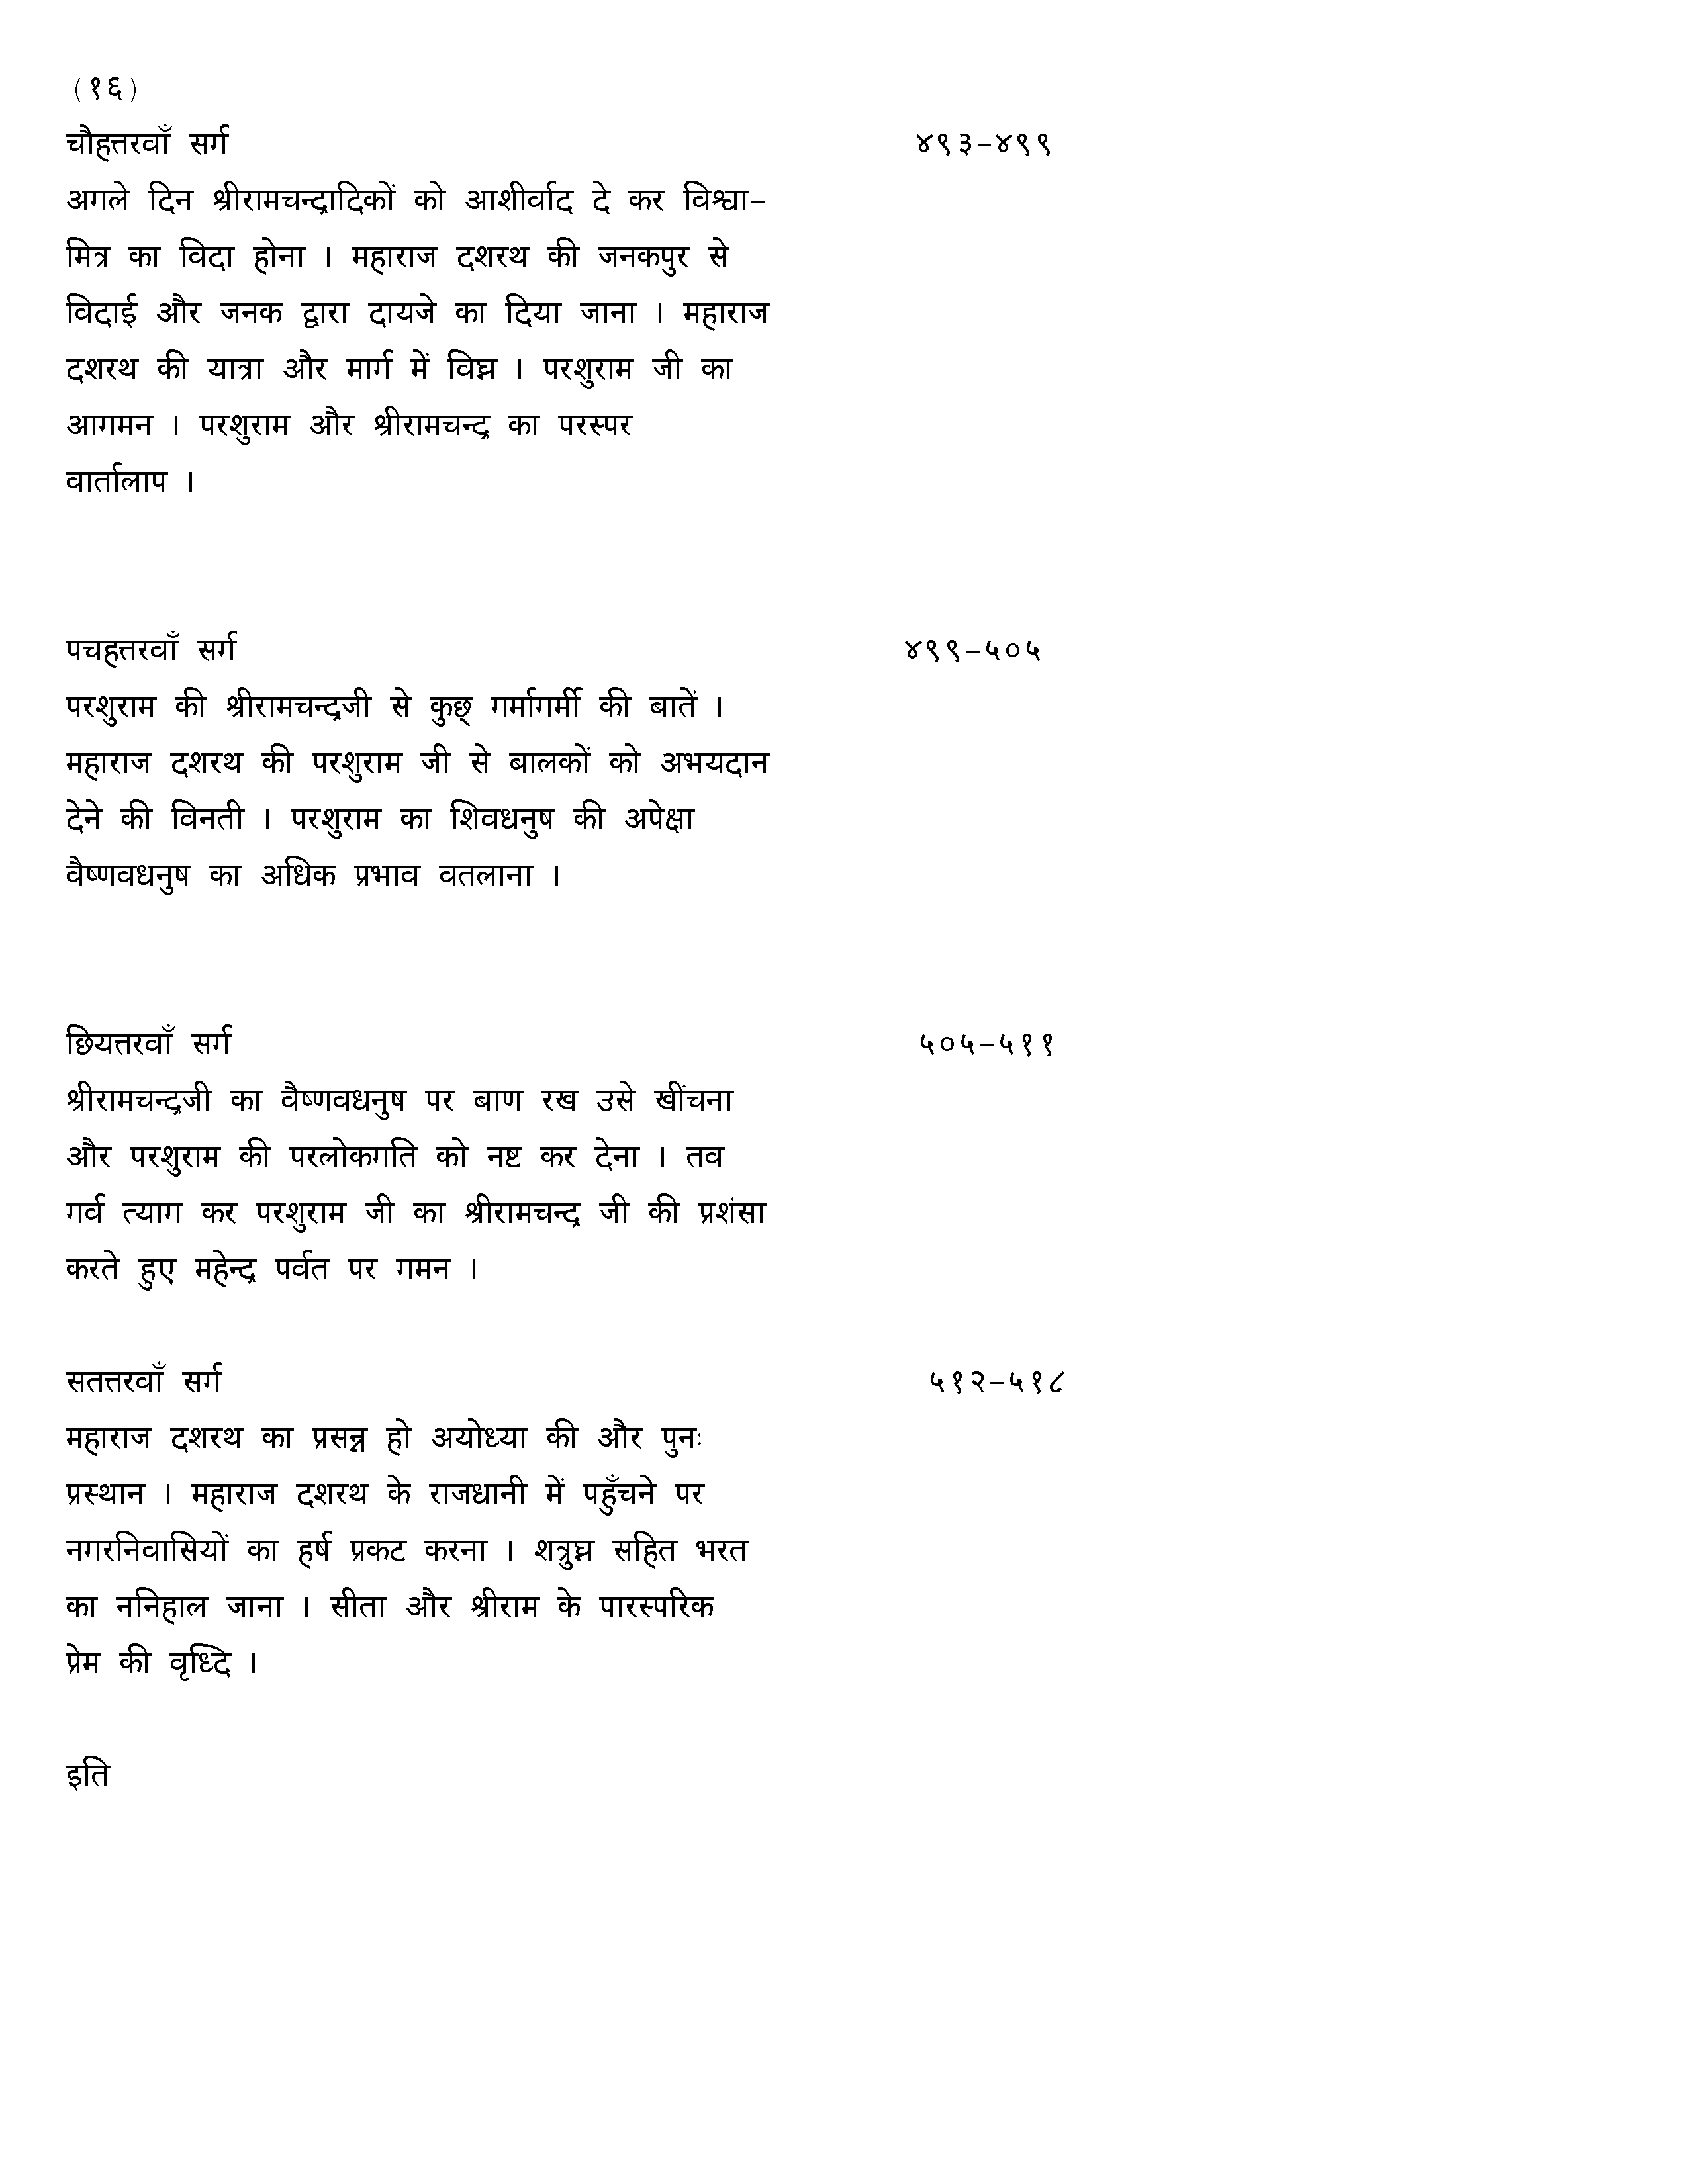 (१६)
चौहत्तरवाँ सर्ग ४९३-४९९
अगले दिन श्रीरामचन्द्रादिकों को आशीर्वाद दे कर विश्वा-
मित्र का विदा होना । महाराज दशरथ की जनकपुर से
विदाई और जनक द्वारा दायजे का दिया जाना । महाराज
दशरथ की यात्रा और मार्ग में विघ्न । परशुराम जी का
आगमन । परशुराम और श्रीरामचन्द्र का परस्पर
वार्तालाप ।
पचहत्तरवाँ सर्ग ४९९-५०५
परशुराम की श्रीरामचन्द्रजी से कुछ् गर्मागर्मी की बातें ।
महाराज दशरथ की परशुराम जी से बालकों को अभयदान
देने की विनती । परशुराम का शिवधनुष की अपेक्षा
वैष्णवधनुष का अधिक प्रभाव वतलाना ।
छियत्तरवाँ सर्ग ५०५-५११
श्रीरामचन्द्रजी का वैष्णवधनुष पर बाण रख उसे खींचना
और परशुराम की परलोकगति को नष्ट कर देना । तव
गर्व त्याग कर परशुराम जी का श्रीरामचन्द्र जी की प्रशंसा
करते हुए महेन्द्र पर्वत पर गमन ।
सतत्तरवाँ सर्ग ५१२-५१८
महाराज दशरथ का प्रसन्न हो अयोध्या की और पुनः
प्रस्थान । महाराज दशरथ के राजधानी में पहुँचने पर
नगरनिवासियों का हर्ष प्रकट करना । शत्रुघ्न सहित भरत
का ननिहाल जाना । सीता और श्रीराम के पारस्परिक
प्रेम की वृध्दि ।
इति